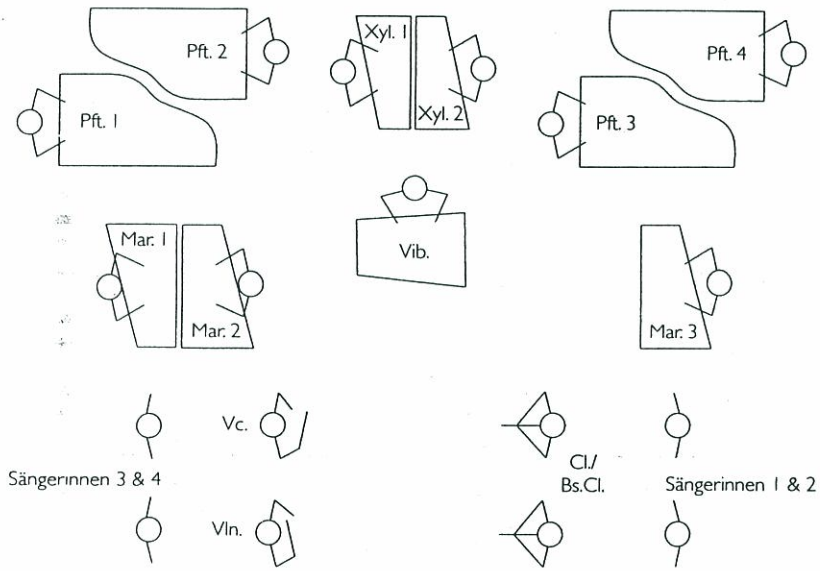 Pft. 2
Xyl. 1
Pft. 4
Pft. 1
Xyl. 2
Pft. 3
Mar. 1
Vib.
Mar. 2
Mar. 3
Vc.
Cl./
Bs.Cl.
Sängerinnen 3 & 4
Sängerinnen 1 & 2
Vln.